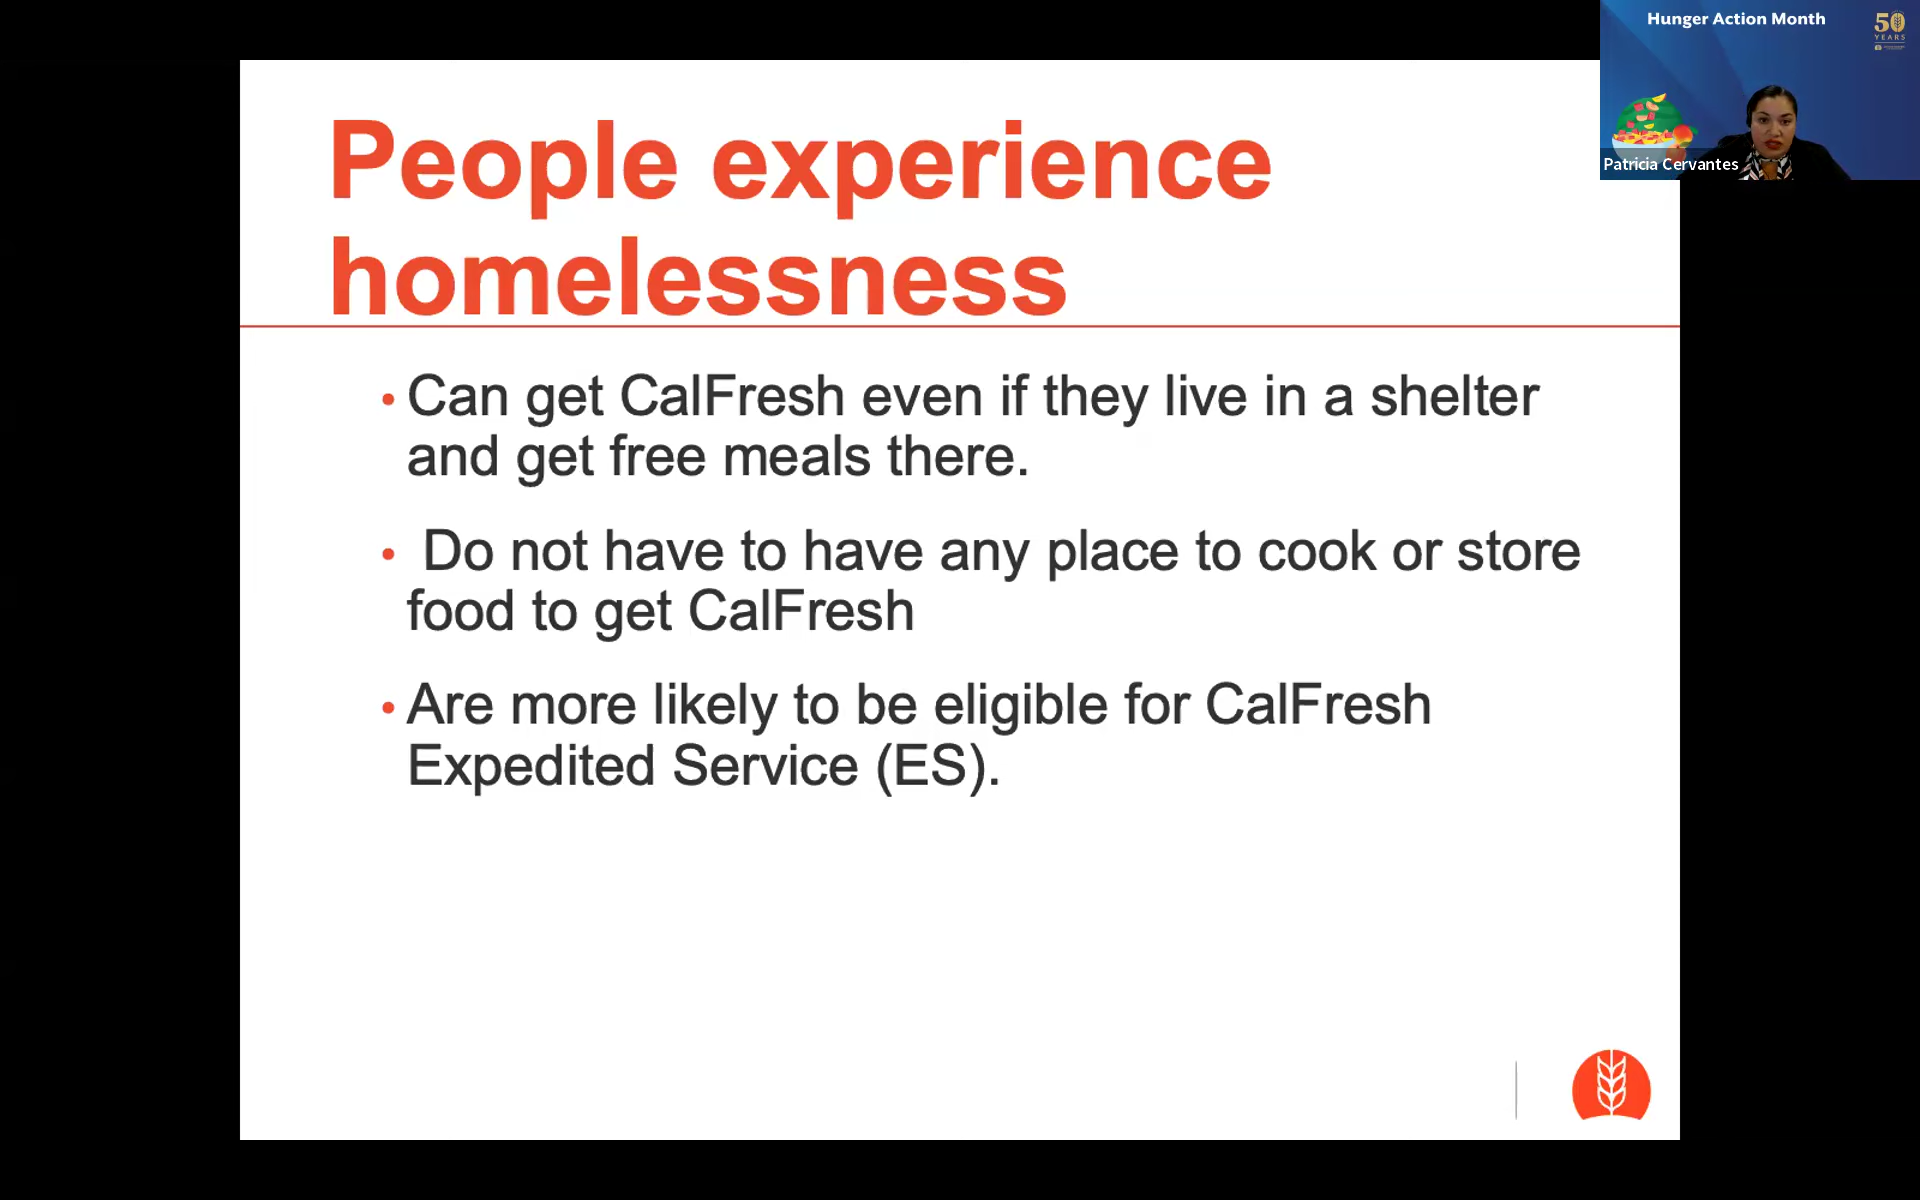 Hunger Action Month
50
YEARS
Patricia Cervantes
People experience
homelessness
• Can get CalFresh even if they live in a shelter
and get free meals there.
• Do not have to have any place to cook or store
food to get CalFresh
• Are more likely to be eligible for CalFresh
Expedited Service (ES).